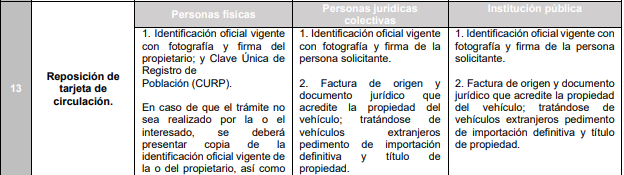 Personas físicas
Personas jurídicas
colectivas
Institución pública
13
Reposición de
tarjeta de
circulación.
1. Identificación oficial vigente
con fotografía y firma del
propietario; y Clave Única de
Registro de
Población (CURP).
En caso de que el trámite no
sea realizado por la o el
interesado, se deberá
presentar copia de la
identificación oficial vigente de
la o del propietario, así como
1. Identificación oficial vigente
con fotografía y firma de la
persona solicitante.
2. Factura de origen y
documento jurídico que
acredite la propiedad del
vehículo; tratándose de
vehículos extranjeros
pedimento de importación
definitiva y título de
propiedad.
1. Identificación oficial vigente con
fotografía y firma de la persona
solicitante.
2. Factura de origen y documento
jurídico que acredite la propiedad
del vehículo; tratándose de
vehículos extranjeros pedimento
de importación definitiva y título
de propiedad.